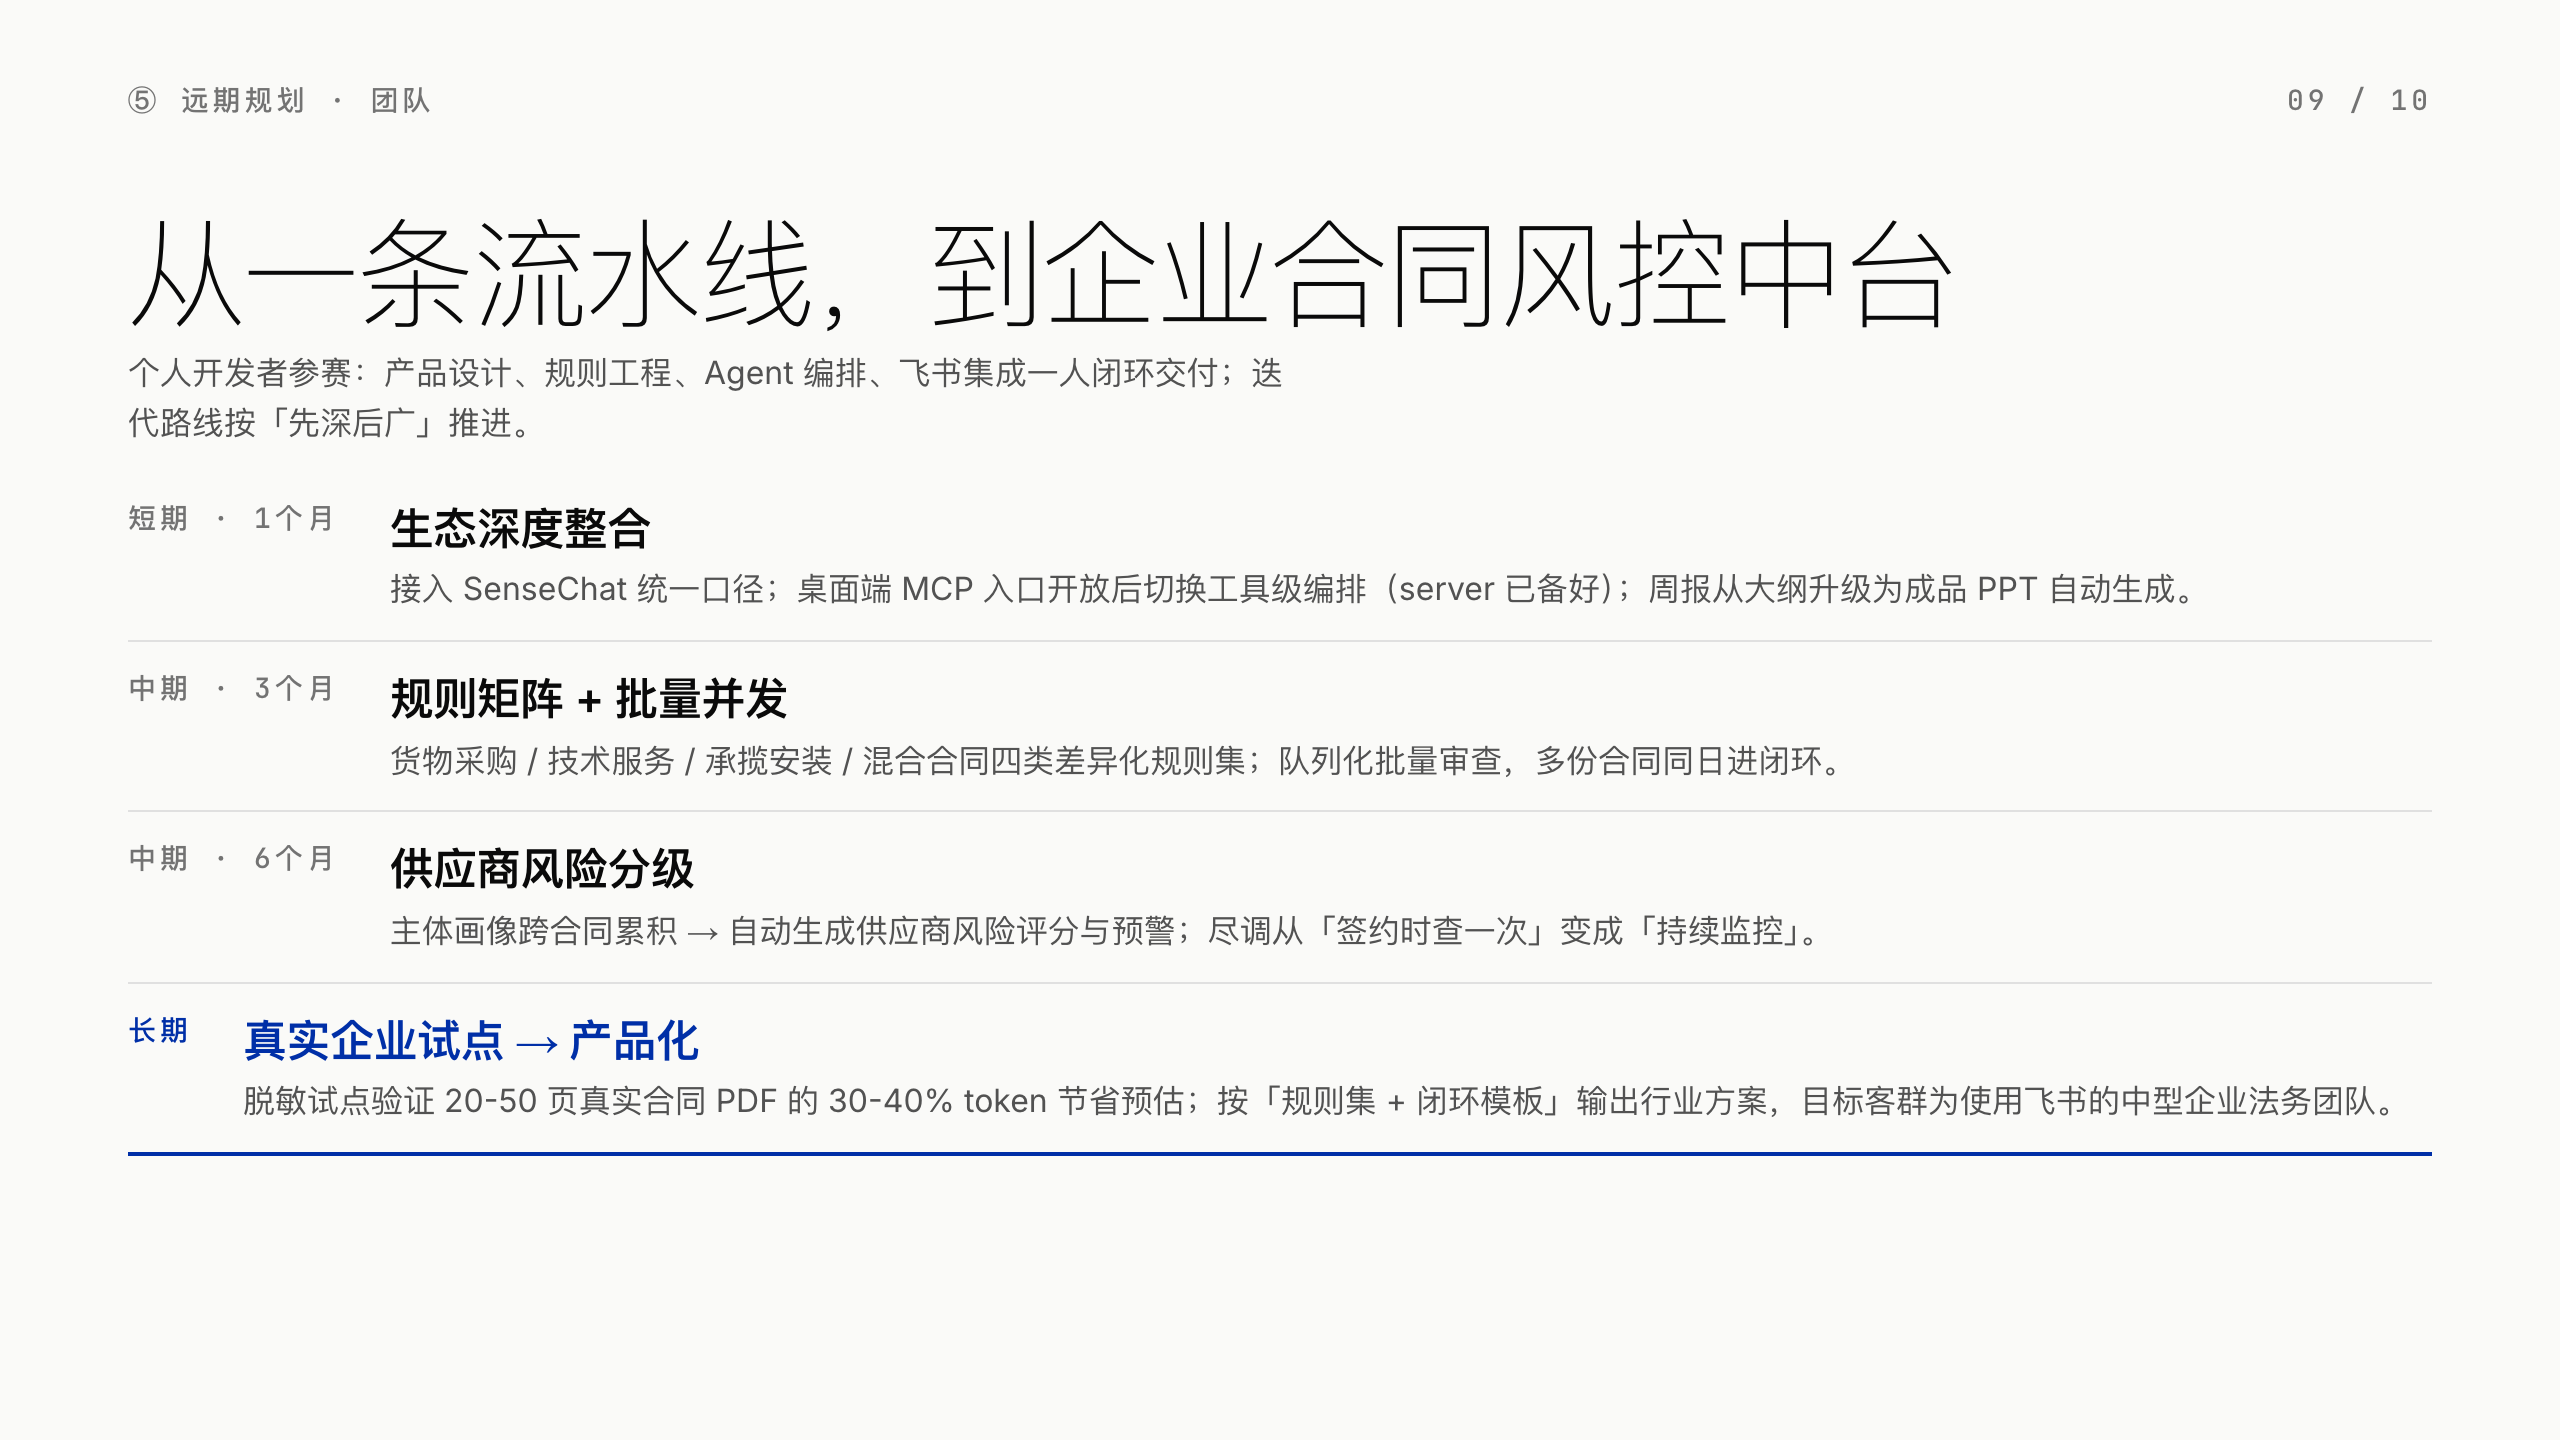 ⑤ 远期规划 · 团队
09 / 10
从一条流水线，到企业合同风控中台
个人开发者参赛：产品设计、规则工程、Agent 编排、飞书集成一人闭环交付；迭
代路线按「先深后广」推进。
短期 · 1个月
生态深度整合
接入 SenseChat 统一口径；桌面端 MCP 入口开放后切换工具级编排（server 已备好）；周报从大纲升级为成品 PPT 自动生成。
中期 · 3个月
规则矩阵 + 批量并发
货物采购 / 技术服务 / 承揽安装 / 混合合同四类差异化规则集；队列化批量审查，多份合同同日进闭环。
中期 · 6个月
供应商风险分级
主体画像跨合同累积 → 自动生成供应商风险评分与预警；尽调从「签约时查一次」变成「持续监控」。
长期
真实企业试点 → 产品化
脱敏试点验证 20-50 页真实合同 PDF 的 30-40% token 节省预估；按「规则集 + 闭环模板」输出行业方案，目标客群为使用飞书的中型企业法务团队。